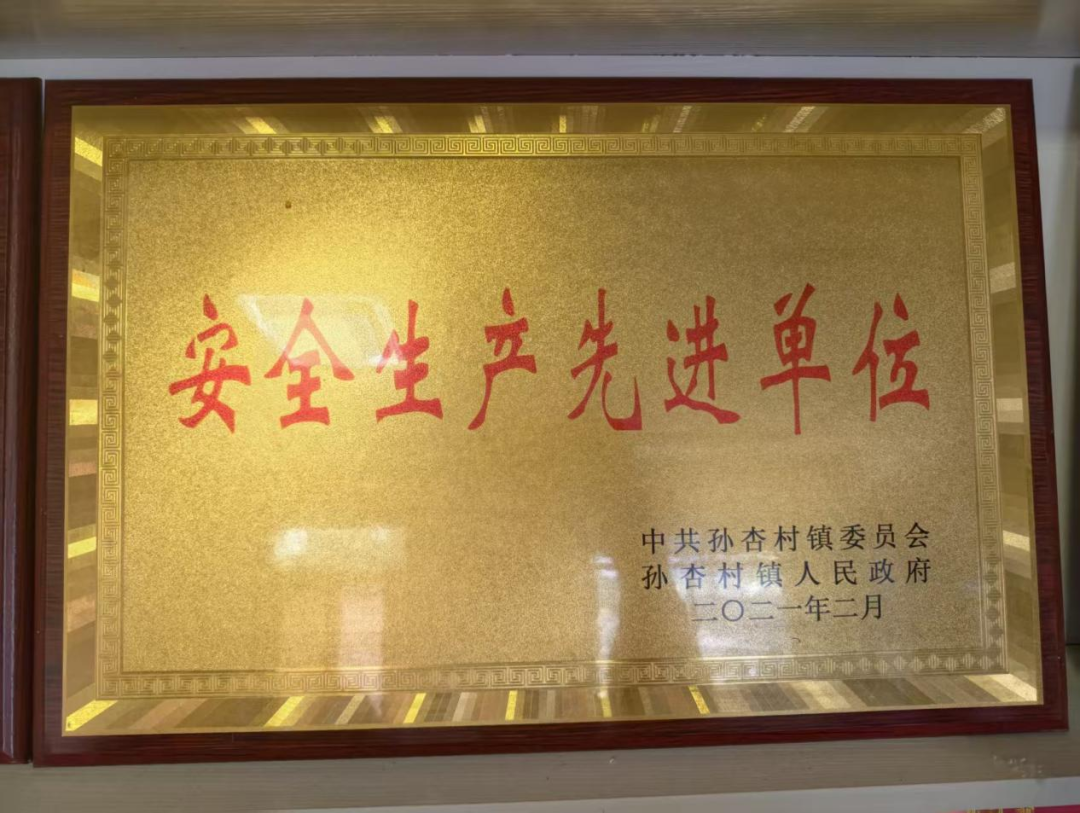 安全生产先进单位
中共孙杏村镇委员会
孙杏村镇人民政府
二〇二一年二月